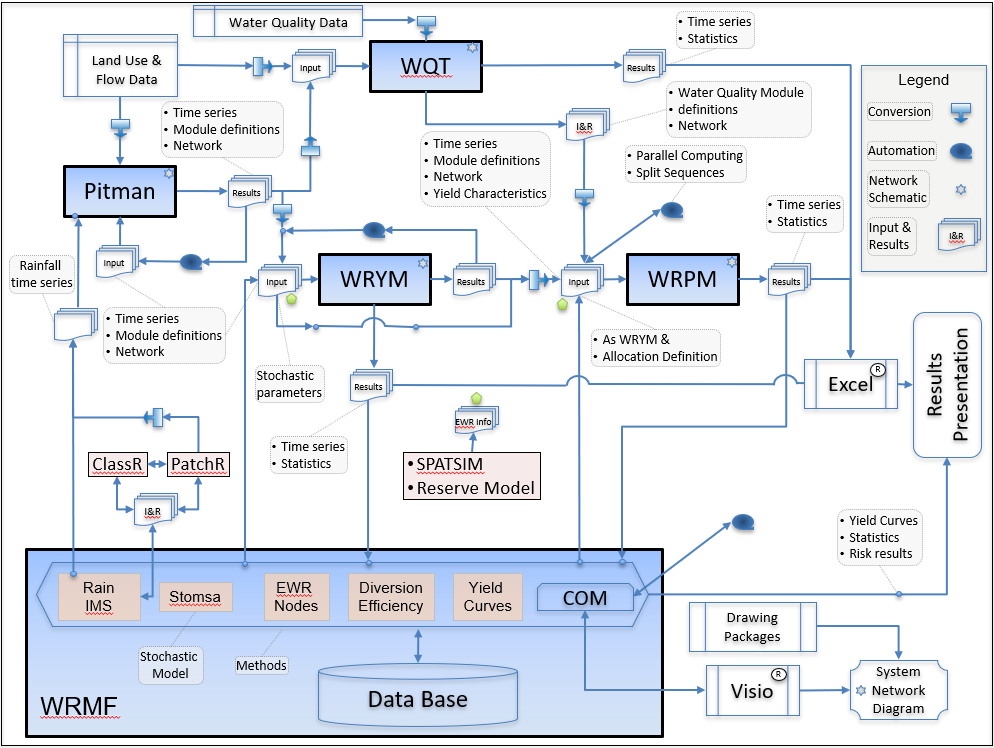 Water Quality Data
Land Use &
Flow Data
Input
WQT
Results
• Time series
• Statistics
Legend
Conversion
Automation
Network
Schematic
Input &
Results
I&R
• Time series
• Module definitions
• Network
• Water Quality Module
• definitions
• Network
I&R
• Time series
• Module definitions
• Network
• Yield Characteristics
• Parallel Computing
• Split Sequences
Pitman
Results
• Time series
• Statistics
Rainfall
time series
Input
Input
WRYM
Results
Input
WRPM
Results
• Time series
• Module definitions
• Network
• As WRYM &
• Allocation Definition
Stochastic
parameters
Results
Excel
R
Results
Presentation
EWR Info
• Time series
• Statistics
ClassR
PatchR
• SPATSIM
• Reserve Model
I&R
• Yield Curves
• Statistics
• Risk results
Rain
IMS
Stomsa
EWR
Nodes
Diversion
Efficiency
Yield
Curves
COM
Stochastic
Model
Methods
Data Base
WRMF
Drawing
Packages
Visio
R
System
Network
Diagram